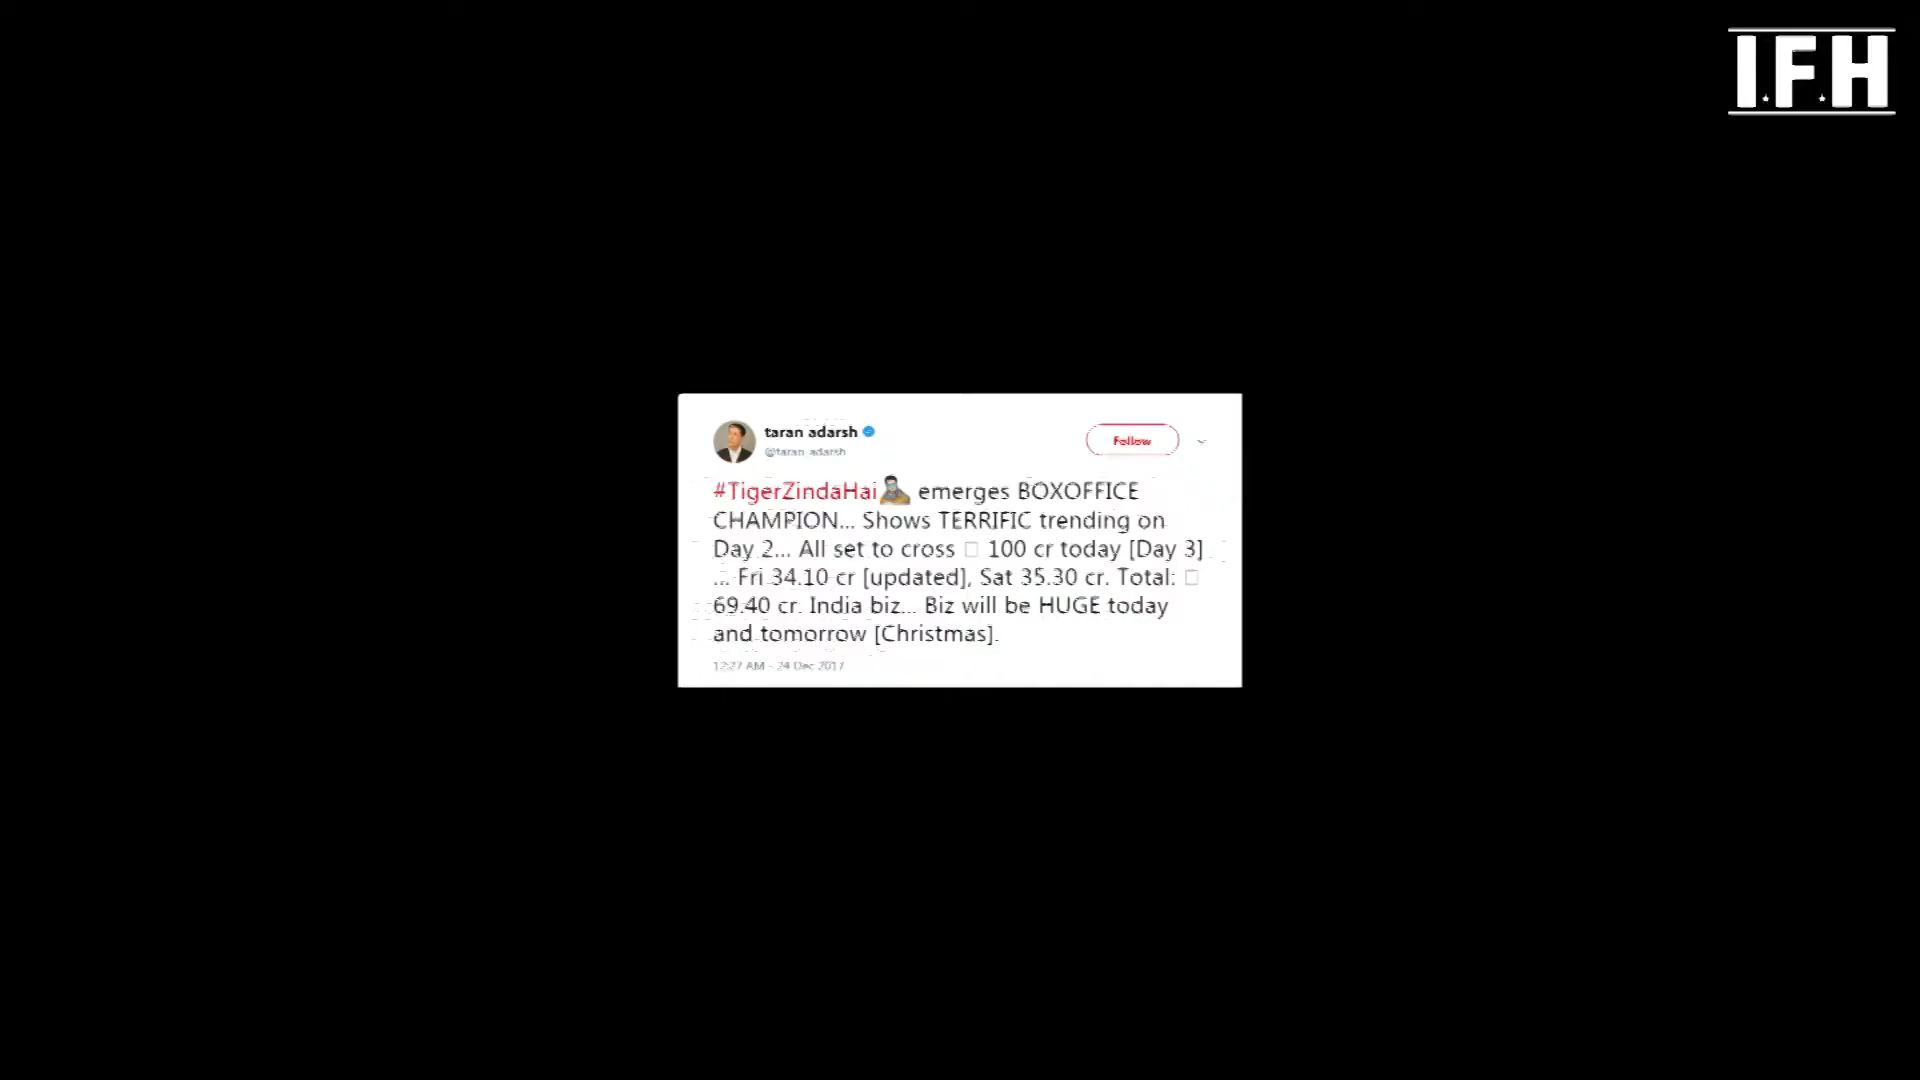 I.F.H
taran adarsh
@taran_adarsh
Follow
#TigerZindaHai emerges BOXOFFICE
CHAMPION... Shows TERRIFIC trending on
Day 2... All set to cross □ 100 cr today [Day 3]
... Fri 34.10 cr [updated], Sat 35.30 cr. Total: □
69.40 cr. India biz... Biz will be HUGE today
and tomorrow [Christmas].
12:27 AM - 24 Dec 2017